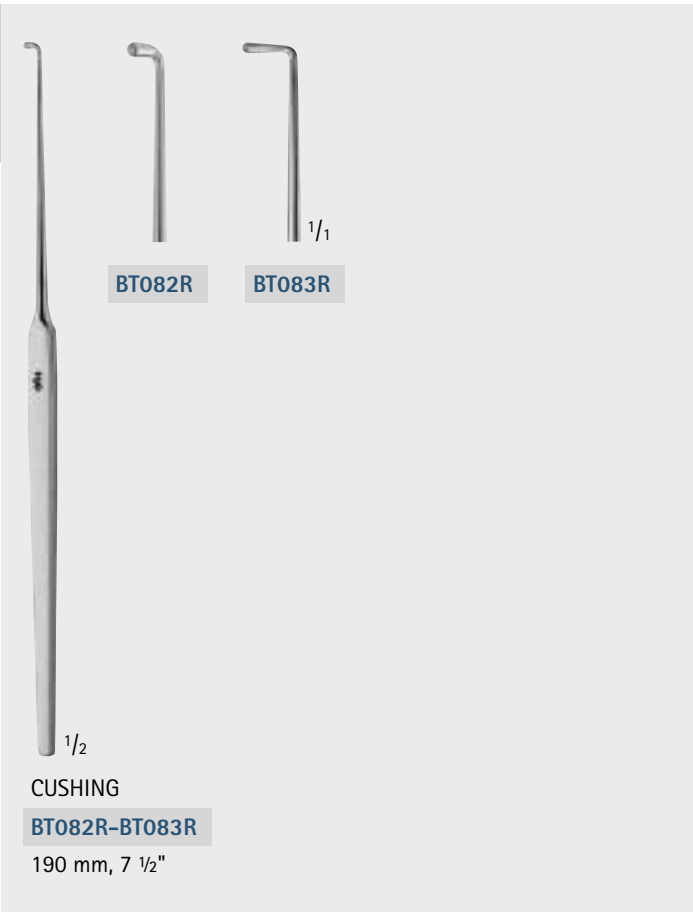 1/1
BT082R
BT083R
1/2
CUSHING
BT082R-BT083R
190 mm, 7 1/2"